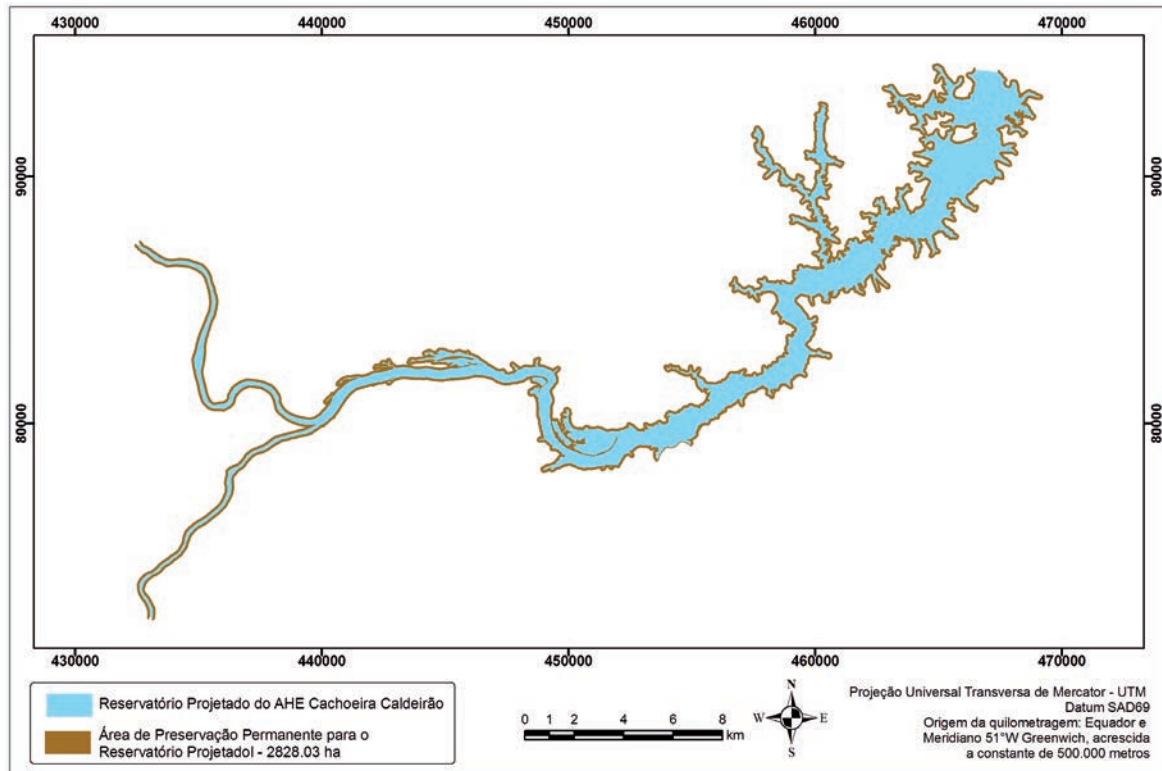 430000 440000 450000 460000 470000
90000 90000
80000 80000
430000 440000 450000 460000 470000
Reservatório Projetado do AHE Cachoeira Caldeirão
Área de Preservação Permanente para o
Reservatório Projetadol - 2828.03 ha
0 1 2 4 6 8
km
N
W E
S
Projeção Universal Transversa de Mercator - UTM
Datum SAD69
Origem da quilometragem: Equador e
Meridiano 51°W Greenwich, acrescida
a constante de 500.000 metros